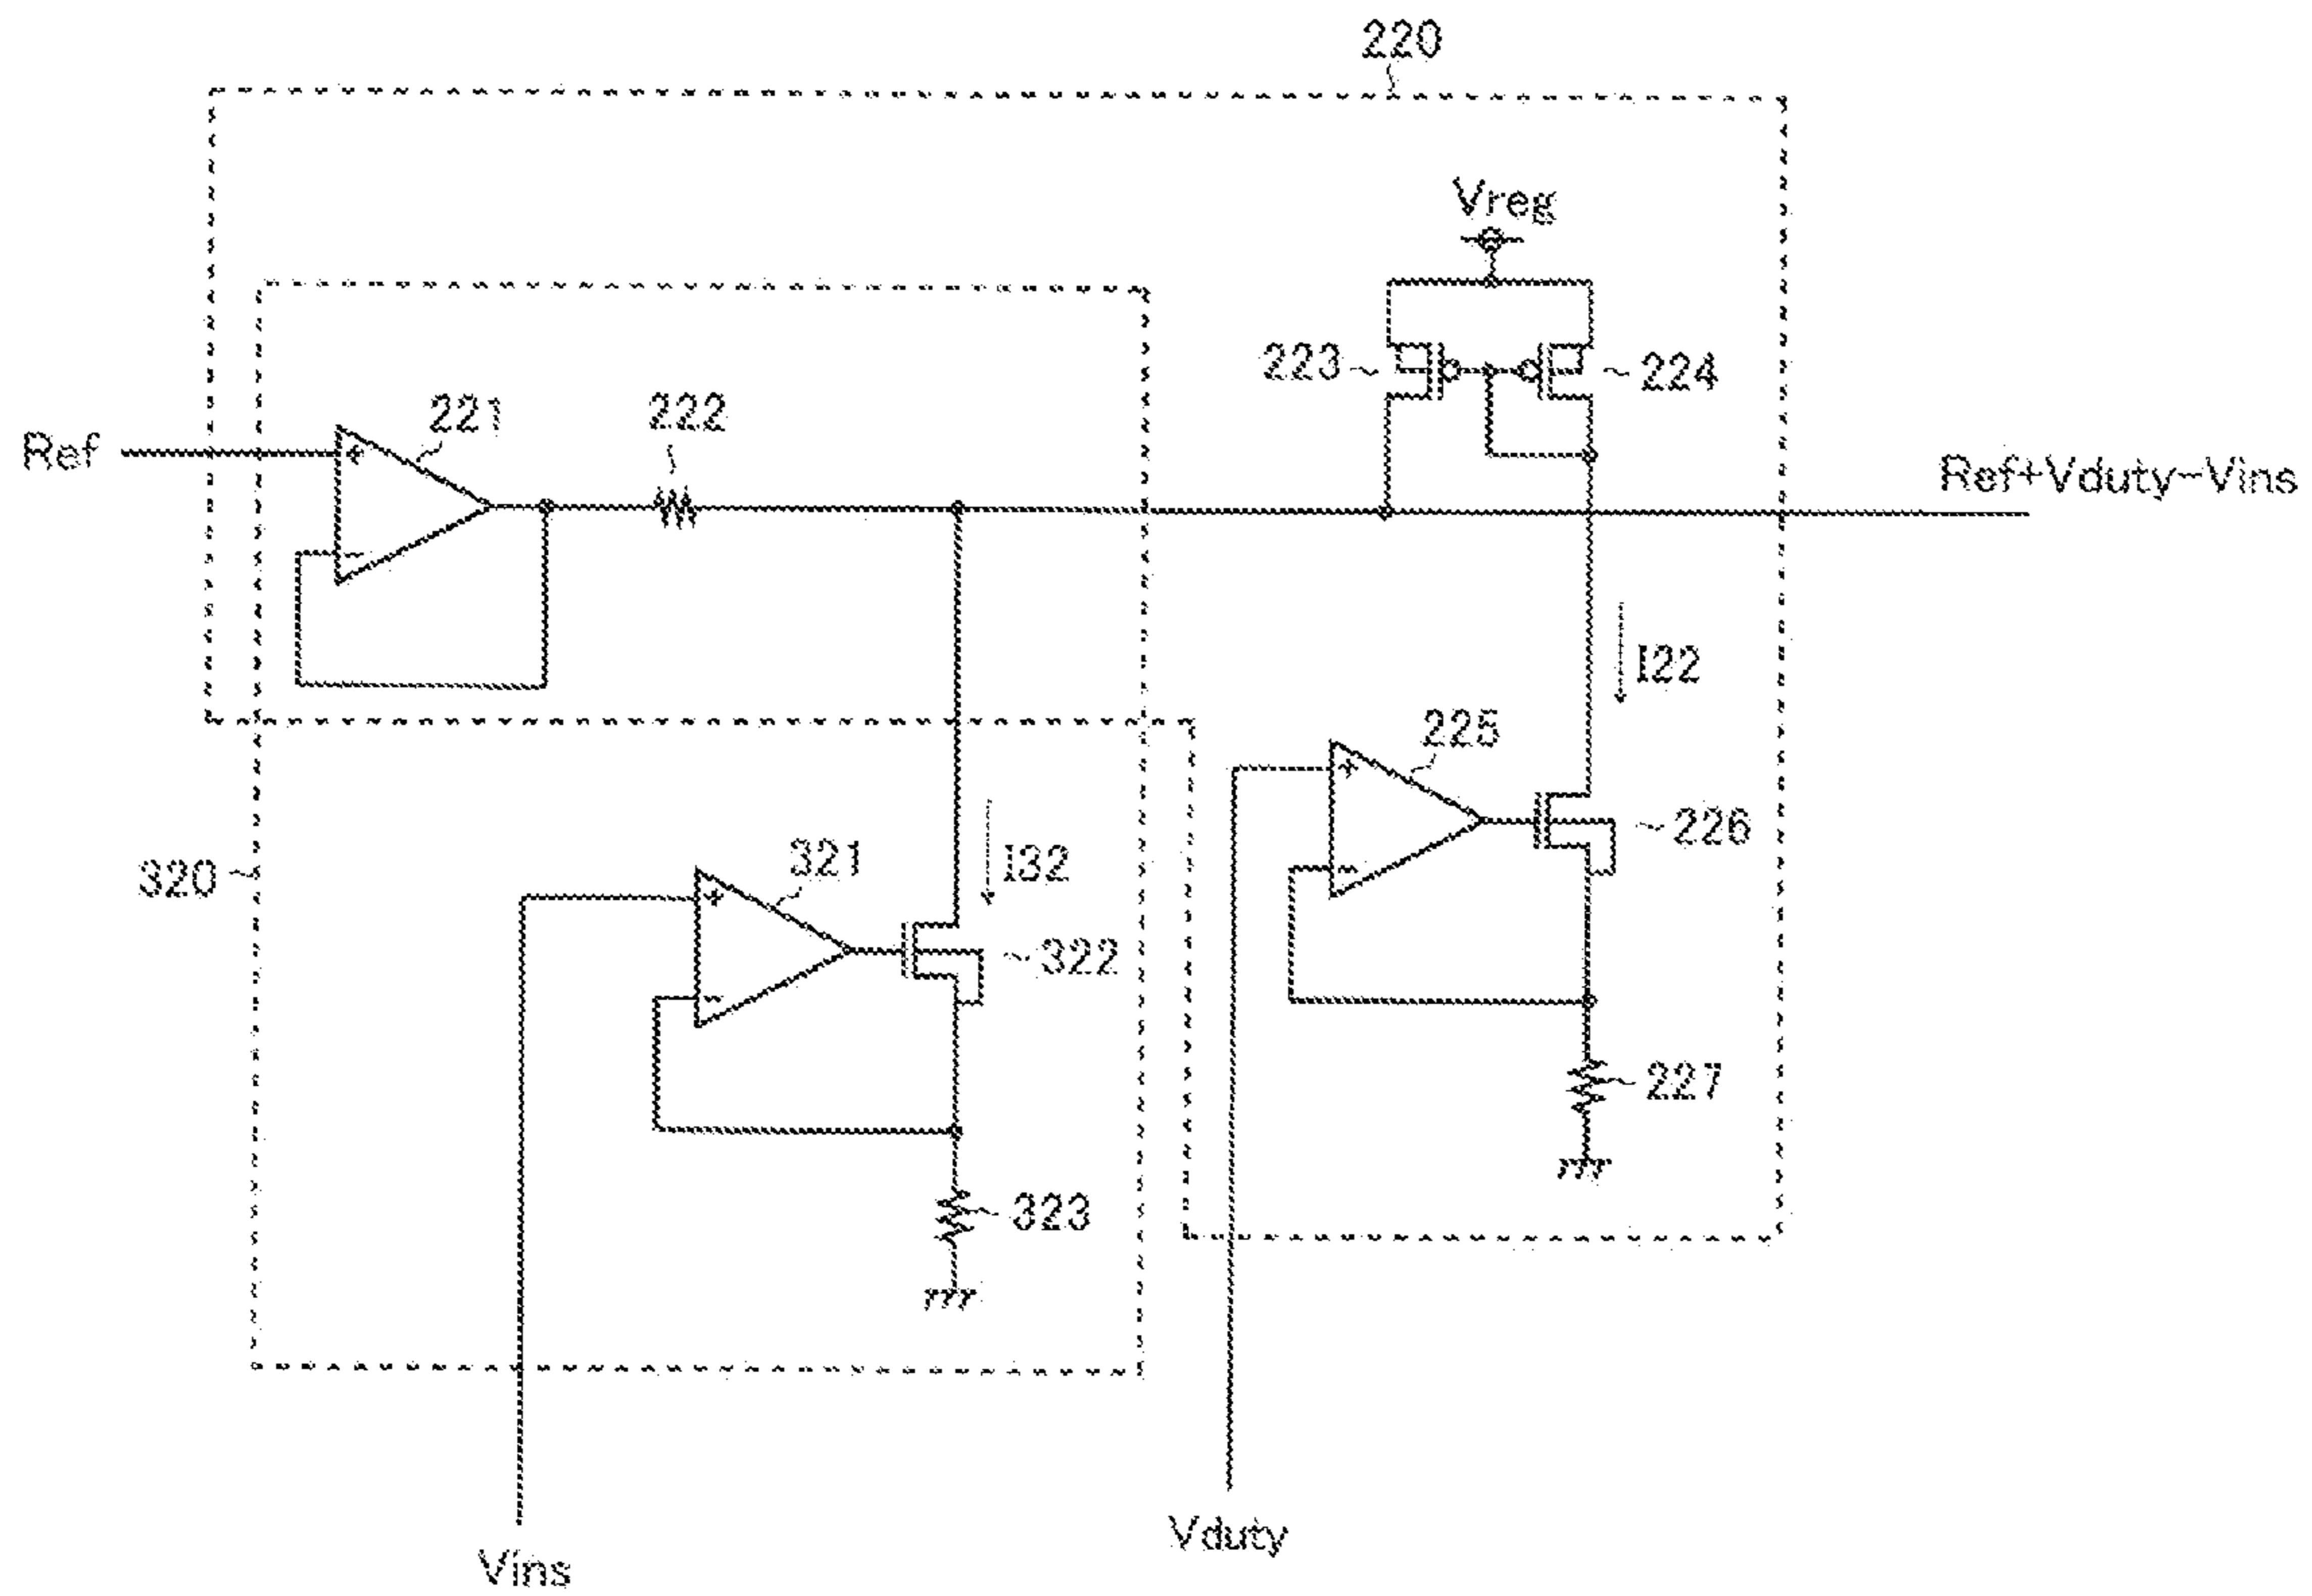 220
Vreg
223
224
221
222
Ref
+
-
Ref+Vduty-Vins
I22
225
+
-
226
320
321
I32
+
-
322
227
323
Vduty
Vins